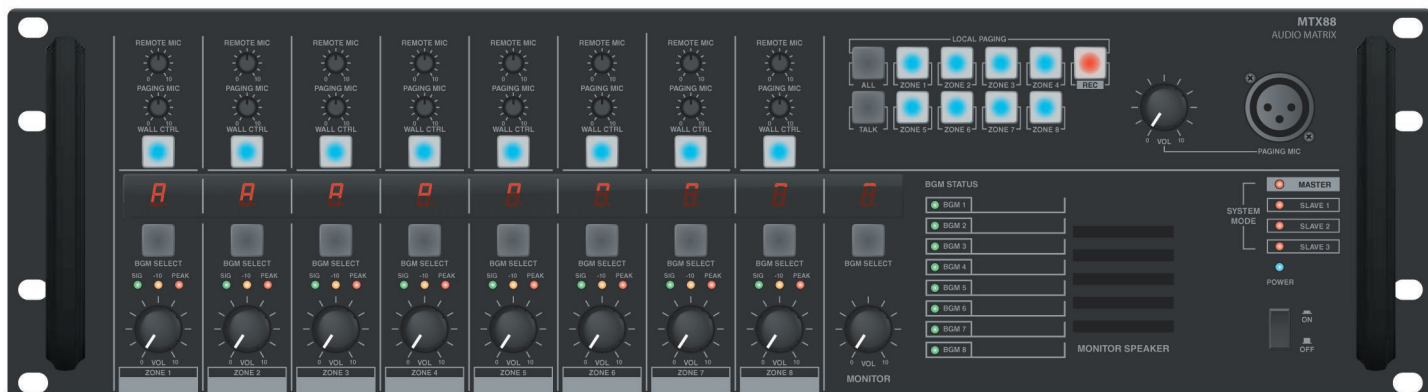 MTX88
AUDIO MATRIX
REMOTE MIC REMOTE MIC REMOTE MIC REMOTE MIC REMOTE MIC REMOTE MIC REMOTE MIC REMOTE MIC
0 10 0 10 0 10 0 10 0 10 0 10 0 10 0 10
PAGING MIC PAGING MIC PAGING MIC PAGING MIC PAGING MIC PAGING MIC PAGING MIC PAGING MIC
0 10 0 10 0 10 0 10 0 10 0 10 0 10 0 10
WALL CTRL WALL CTRL WALL CTRL WALL CTRL WALL CTRL WALL CTRL WALL CTRL WALL CTRL
LOCAL PAGING
ALL ZONE 1 ZONE 2 ZONE 3 ZONE 4 REC
TALK ZONE 5 ZONE 6 ZONE 7 ZONE 8
0 VOL 10
PAGING MIC
A A A
BGM SELECT BGM SELECT BGM SELECT BGM SELECT BGM SELECT BGM SELECT BGM SELECT BGM SELECT BGM SELECT
SIG -10 PEAK SIG -10 PEAK SIG -10 PEAK SIG -10 PEAK SIG -10 PEAK SIG -10 PEAK SIG -10 PEAK SIG -10 PEAK
0 VOL 10 0 VOL 10 0 VOL 10 0 VOL 10 0 VOL 10 0 VOL 10 0 VOL 10 0 VOL 10 0 VOL 10
ZONE 1 ZONE 2 ZONE 3 ZONE 4 ZONE 5 ZONE 6 ZONE 7 ZONE 8 MONITOR
BGM STATUS
BGM 1
BGM 2
BGM 3
BGM 4
BGM 5
BGM 6
BGM 7
BGM 8
MONITOR SPEAKER
SYSTEM
MODE
MASTER
SLAVE 1
SLAVE 2
SLAVE 3
POWER
ON
OFF